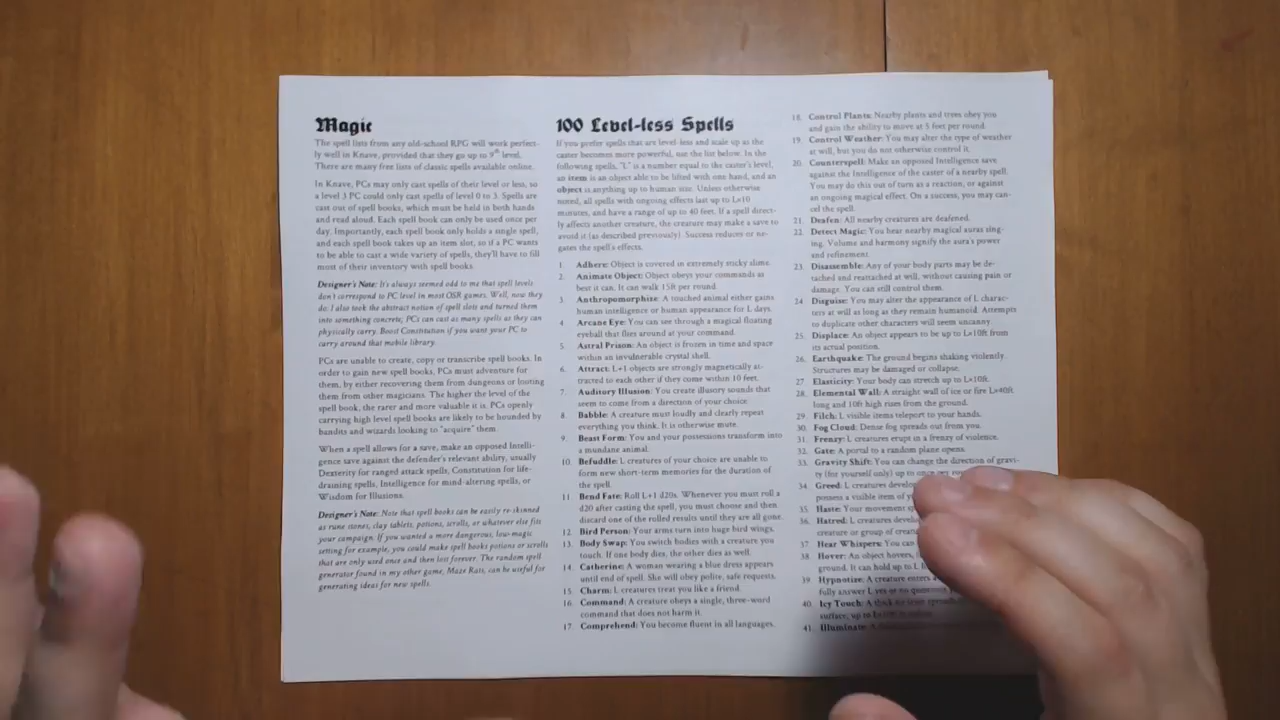 Magic
The spell lists from any old-school RPG will work perfect-
ly well in Knave, provided that they go up to 9th level.
There are many free lists of classic spells available online.
In Knave, PCs may only cast spells of their level or less, so
a level 3 PC could only cast spells of level 0 to 3. Spells are
cast out of spell books, which must be held in both hands
and read aloud. Each spell book can only be used once per
day. Importantly, each spell book only holds a single spell,
and each spell book takes up an item slot, so if a PC wants
to be able to cast a wide variety of spells, they'll have to fill
most of their inventory with spell books.
Designer's Note: It's always seemed odd to me that spell levels
don't correspond to PC level in most OSR games. Well, now they
do. I also took the abstract notion of spell slots and turned them
into something concrete; PCs can cast as many spells as they can
physically carry. Boost Constitution if you want your PC to
carry around that mobile library.
PCs are unable to create, copy or transcribe spell books. In
order to gain new spell books, PCs must adventure for
them, by either recovering them from dungeons or looting
them from other magicians. The higher the level of the
spell book, the rarer and more valuable it is. PCs openly
carrying high level spell books are likely to be hounded by
bandits and wizards looking to "acquire" them.
When a spell allows for a save, make an opposed Intelli-
gence save against the defender's relevant ability, usually
Dexterity for ranged attack spells, Constitution for life-
draining spells, Intelligence for mind-altering spells, or
Wisdom for Illusions.
Designer's Note: Note that spell books can be easily re-skinned
as rune stones, clay tablets, potions, scrolls, or whatever else fits
your campaign. If you wanted a more dangerous, low-magic
setting for example, you could make spell books potions or scrolls
that are only used once and then lost forever. The random spell
generator found in my other game, Maze Rats, can be useful for
generating ideas for new spells.
100 Level-less Spells
If you prefer spells that are level-less and scale up as the
caster becomes more powerful, use the list below. In the
following spells, "L" is a number equal to the caster's level,
an item is an object able to be lifted with one hand, and an
object is anything up to human size. Unless otherwise
noted, all spells with ongoing effects last up to L×10
minutes, and have a range of up to 40 feet. If a spell direct-
ly affects another creature, the creature may make a save to
avoid it (as described previously). Success reduces or ne-
gates the spell's effects.
1. Adhere: Object is covered in extremely sticky slime.
2. Animate Object: Object obeys your commands as
best it can. It can walk 15ft per round.
3. Anthropomorphize: A touched animal either gains
human intelligence or human appearance for L days.
4. Arcane Eye: You can see through a magical floating
eyeball that flies around at your command.
5. Astral Prison: An object is frozen in time and space
within an invulnerable crystal shell.
6. Attract: L+1 objects are strongly magnetically at-
tracted to each other if they come within 10 feet.
7. Auditory Illusion: You create illusory sounds that
seem to come from a direction of your choice.
8. Babble: A creature must loudly and clearly repeat
everything you think. It is otherwise mute.
9. Beast Form: You and your possessions transform into
a mundane animal.
10. Befuddle: L creatures of your choice are unable to
form new short-term memories for the duration of
the spell.
11. Bend Fate: Roll L+1 d20s. Whenever you must roll a
d20 after casting the spell, you must choose and then
discard one of the rolled results until they are all gone.
12. Bird Person: Your arms turn into huge bird wings.
13. Body Swap: You switch bodies with a creature you
touch. If one body dies, the other dies as well.
14. Catherine: A woman wearing a blue dress appears
until end of spell. She will obey polite, safe requests.
15. Charm: L creatures treat you like a friend.
16. Command: A creature obeys a single, three-word
command that does not harm it.
17. Comprehend: You become fluent in all languages.
18. Control Plants: Nearby plants and trees obey you
and gain the ability to move at 5 feet per round.
19. Control Weather: You may alter the type of weather
at will, but you do not otherwise control it.
20. Counterspell: Make an opposed Intelligence save
against the Intelligence of the caster of a nearby spell.
You may do this out of turn as a reaction, or against
an ongoing magical effect. On a success, you may can-
cel the spell.
21. Deafen: All nearby creatures are deafened.
22. Detect Magic: You hear nearby magical auras sing-
ing. Volume and harmony signify the aura's power
and refinement.
23. Disassemble: Any of your body parts may be de-
tached and reattached at will, without causing pain or
damage. You can still control them.
24. Disguise: You may alter the appearance of L charac-
ters at will as long as they remain humanoid. Attempts
to duplicate other characters will seem uncanny.
25. Displace: An object appears to be up to L×10ft from
its actual position.
26. Earthquake: The ground begins shaking violently.
Structures may be damaged or collapse.
27. Elasticity: Your body can stretch up to L×10ft.
28. Elemental Wall: A straight wall of ice or fire L×40ft
long and 10ft high rises from the ground.
29. Filch: L visible items teleport to your hands.
30. Fog Cloud: Dense fog spreads out from you.
31. Frenzy: L creatures erupt in a frenzy of violence.
32. Gate: A portal to a random plane opens.
33. Gravity Shift: You can change the direction of gravi-
ty (for yourself only) up to once per
34. Greed: L creatures develo
possess a visible item of y
35. Haste: Your movement
36. Hatred: L creatures develo
creature or group of creatu
37. Hear Whispers: You can
38. Hover: An object hovers,
ground. It can hold up to L
39. Hypnotize: A creature enters a
fully answer L yes or no questions
40. Icy Touch: A thick ice layer spreads
surface, up to
41. Illuminate: